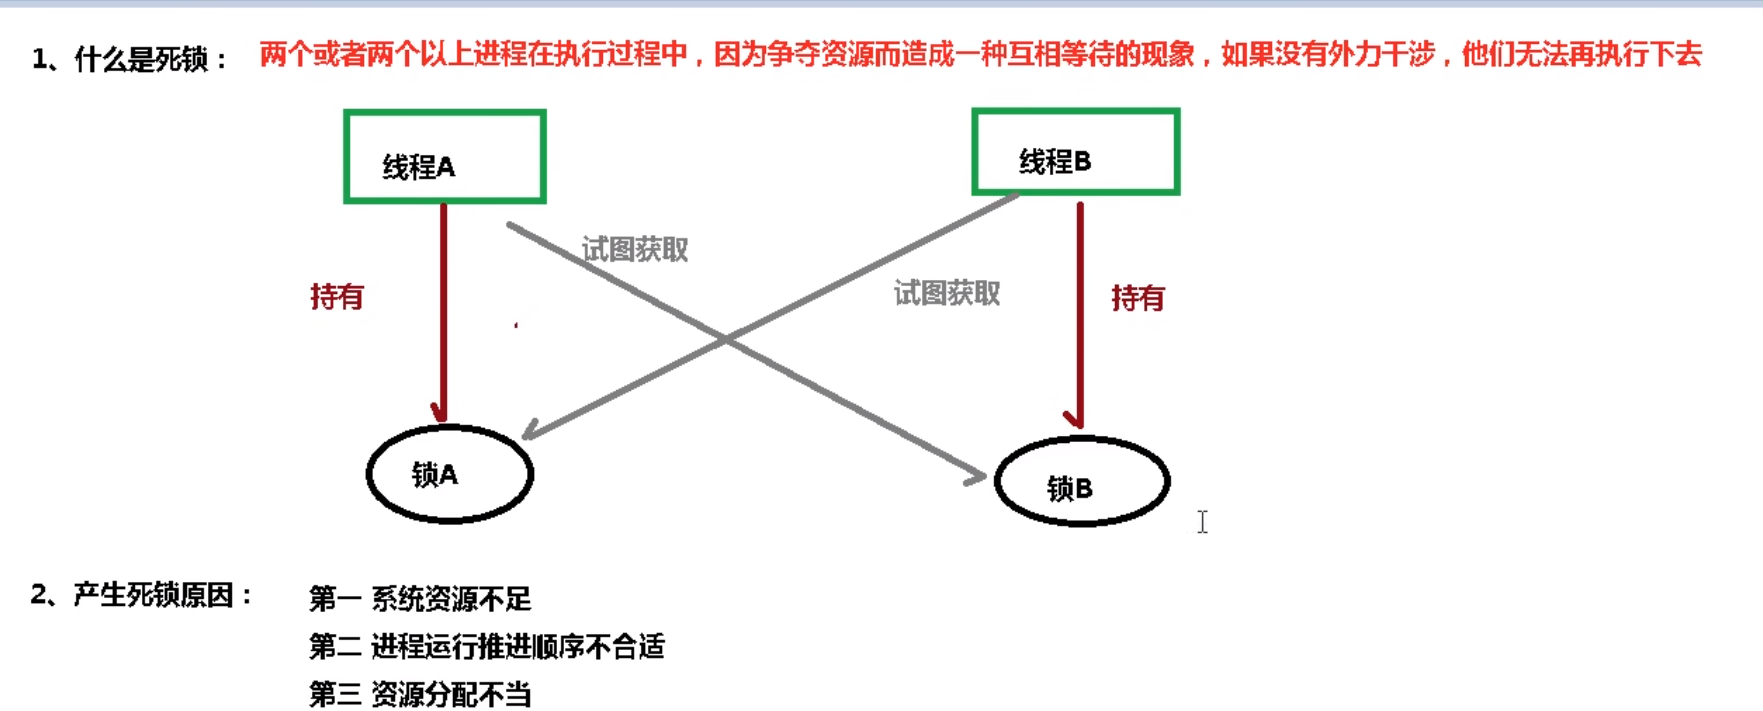 1、什么是死锁： 两个或者两个以上进程在执行过程中，因为争夺资源而造成一种互相等待的现象，如果没有外力干涉，他们无法再执行下去
线程A
线程B
试图获取
试图获取
持有
持有
锁A
锁B
2、产生死锁原因： 第一 系统资源不足
第二 进程运行推进顺序不合适
第三 资源分配不当